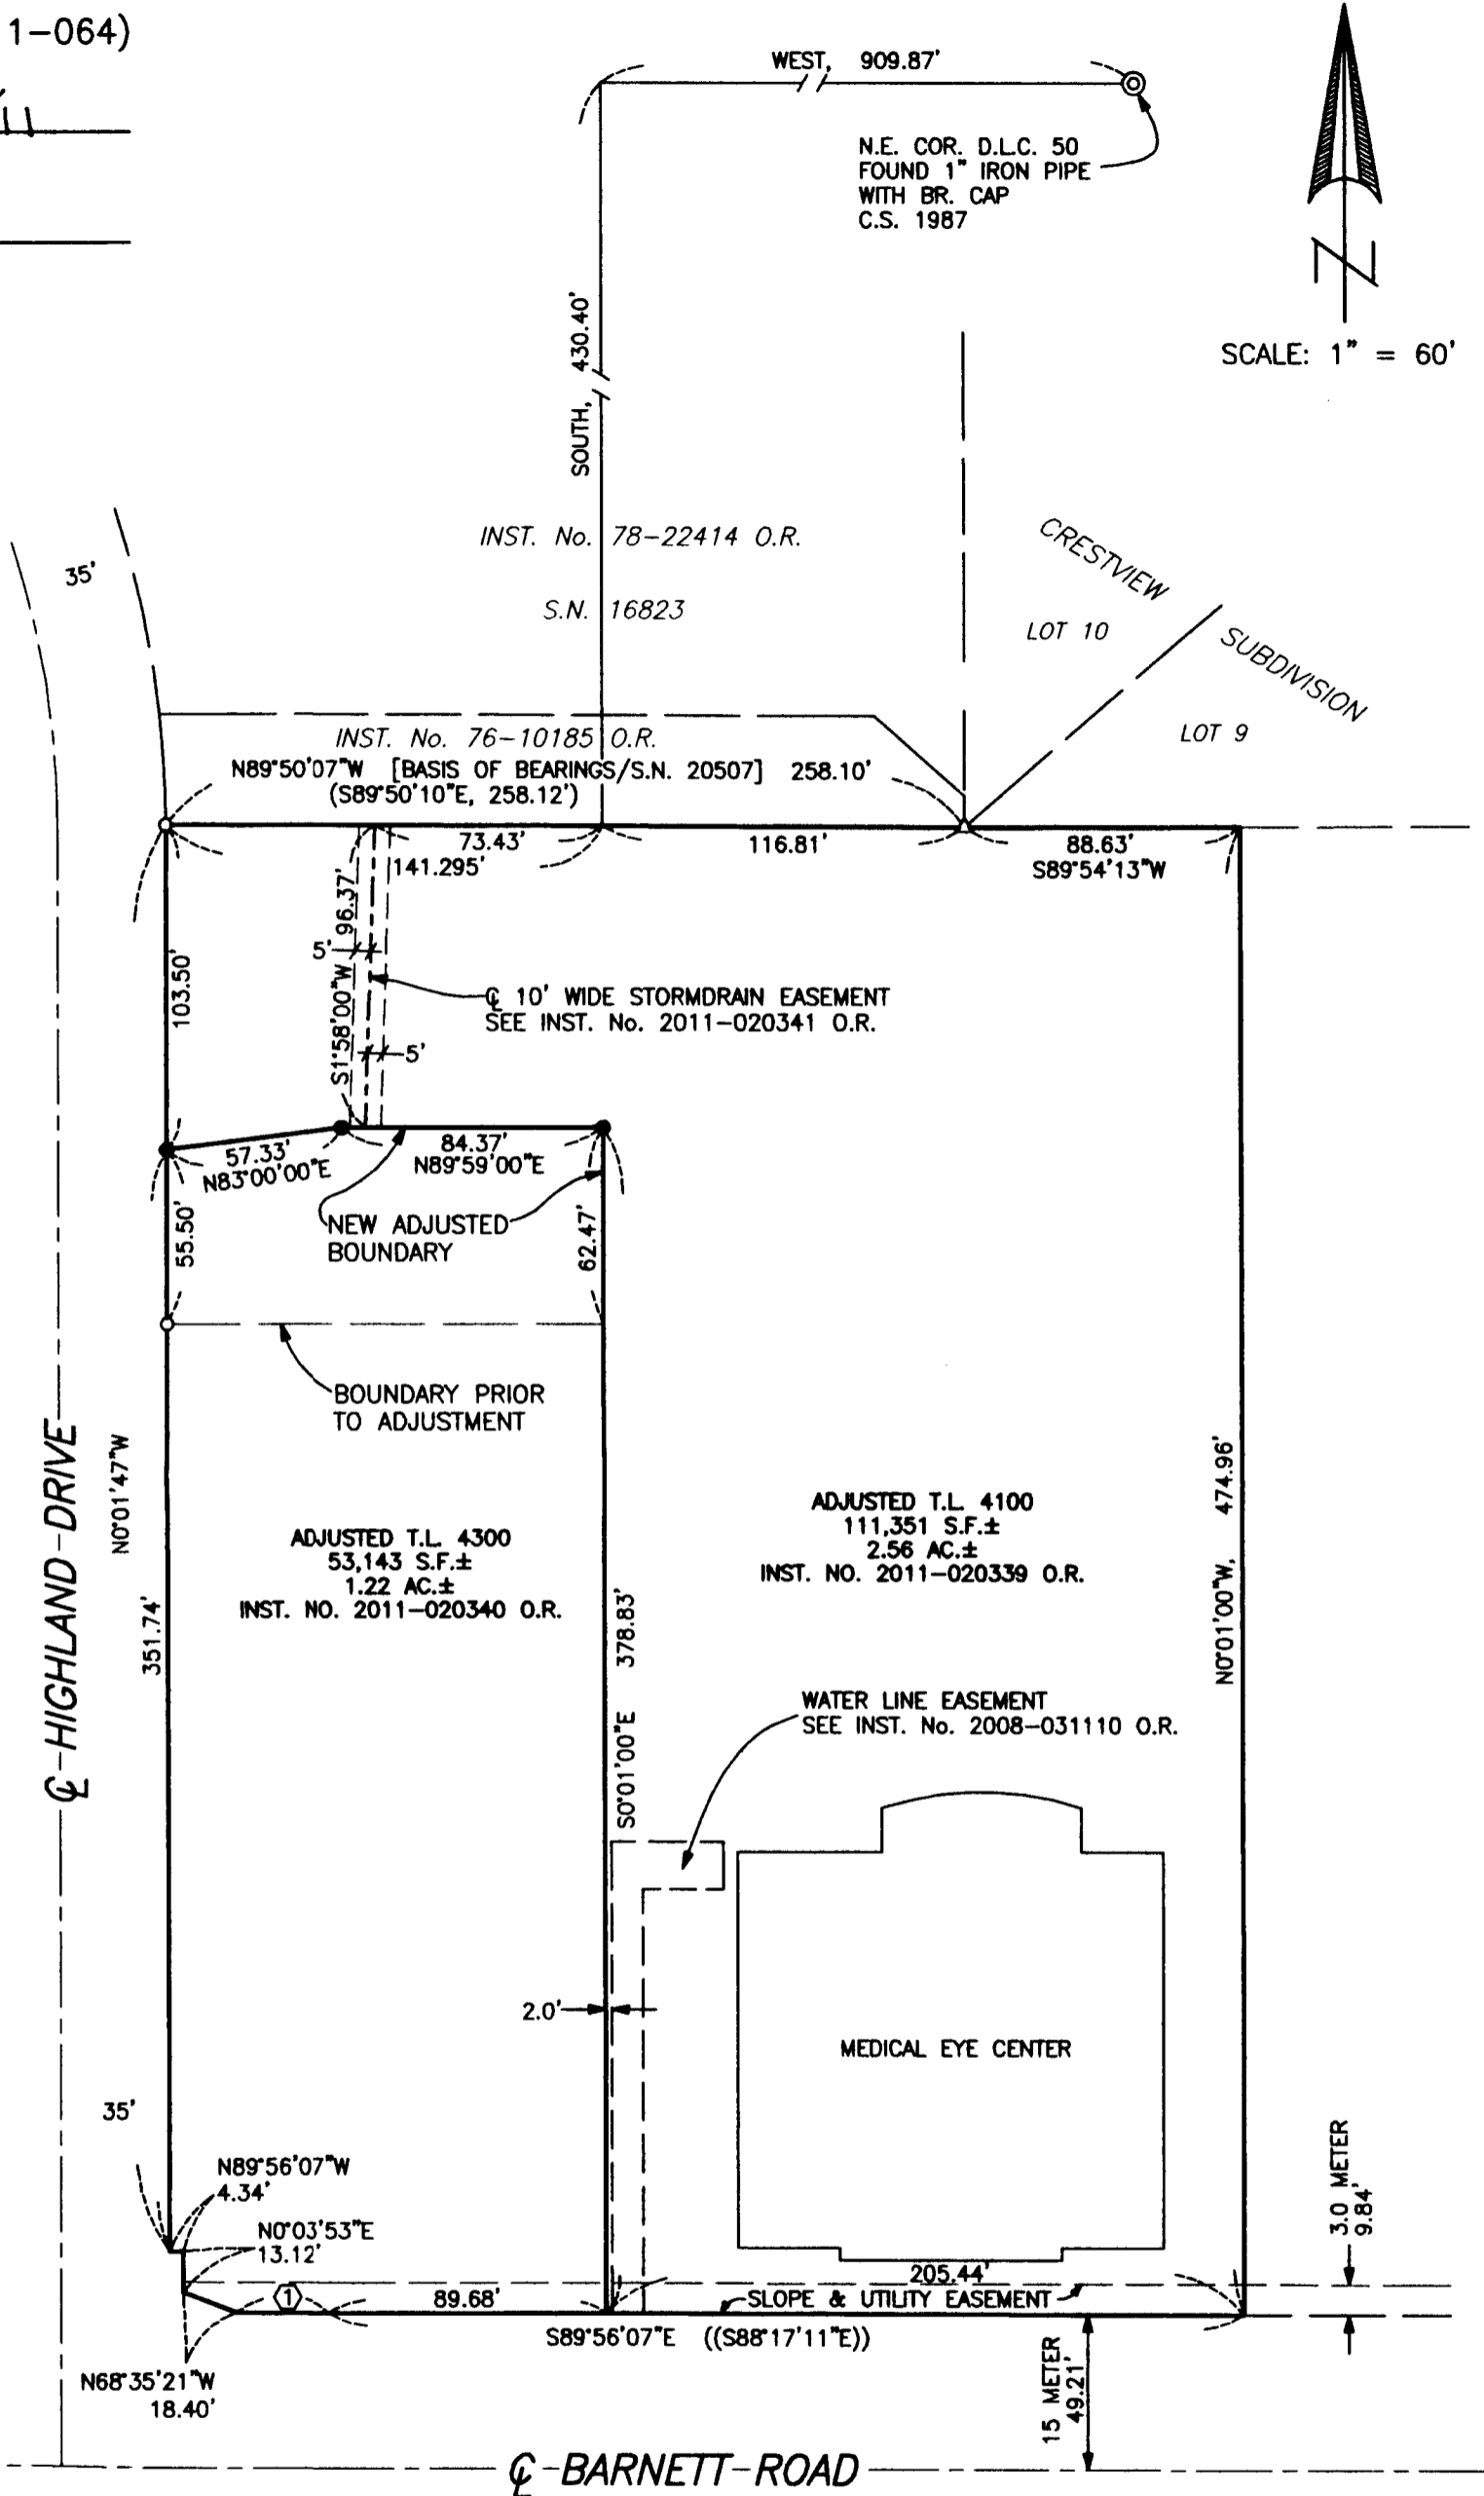 1-064)
WEST, 909.87'
N.E. COR. D.L.C. 50
FOUND 1" IRON PIPE
WITH BR. CAP
C.S. 1987
N
SCALE: 1" = 60'
SOUTH, 430.40'
35'
INST. No. 78-22414 O.R.
S.N. 16823
CRESTVIEW
SUBDIVISION
LOT 10
LOT 9
INST. No. 76-10185 O.R.
N89°50'07"W [BASIS OF BEARINGS/S.N. 20507] 258.10'
(S89°50'10"E, 258.12')
73.43'
141.295'
116.81'
88.63'
S89°54'13"W
103.50'
S1°58'00"W 96.37'
5'
℄ 10' WIDE STORMDRAIN EASEMENT
SEE INST. No. 2011-020341 O.R.
5'
57.33'
N83°00'00"E
84.37'
N89°59'00"E
55.50'
NEW ADJUSTED
BOUNDARY
62.47'
BOUNDARY PRIOR
TO ADJUSTMENT
℄ HIGHLAND DRIVE
N0°01'47"W
351.74'
ADJUSTED T.L. 4300
53,143 S.F.±
1.22 AC.±
INST. NO. 2011-020340 O.R.
S0°01'00"E 378.83'
ADJUSTED T.L. 4100
111,351 S.F.±
2.56 AC.±
INST. NO. 2011-020339 O.R.
N0°01'00"W, 474.96'
WATER LINE EASEMENT
SEE INST. No. 2008-031110 O.R.
2.0'
MEDICAL EYE CENTER
35'
N89°56'07"W
4.34'
N0°03'53"E
13.12'
1
89.68'
205.44'
SLOPE & UTILITY EASEMENT
3.0 METER
9.84'
S89°56'07"E ((S88°17'11"E))
N68°35'21"W
18.40'
15 METER
49.21'
℄ BARNETT ROAD